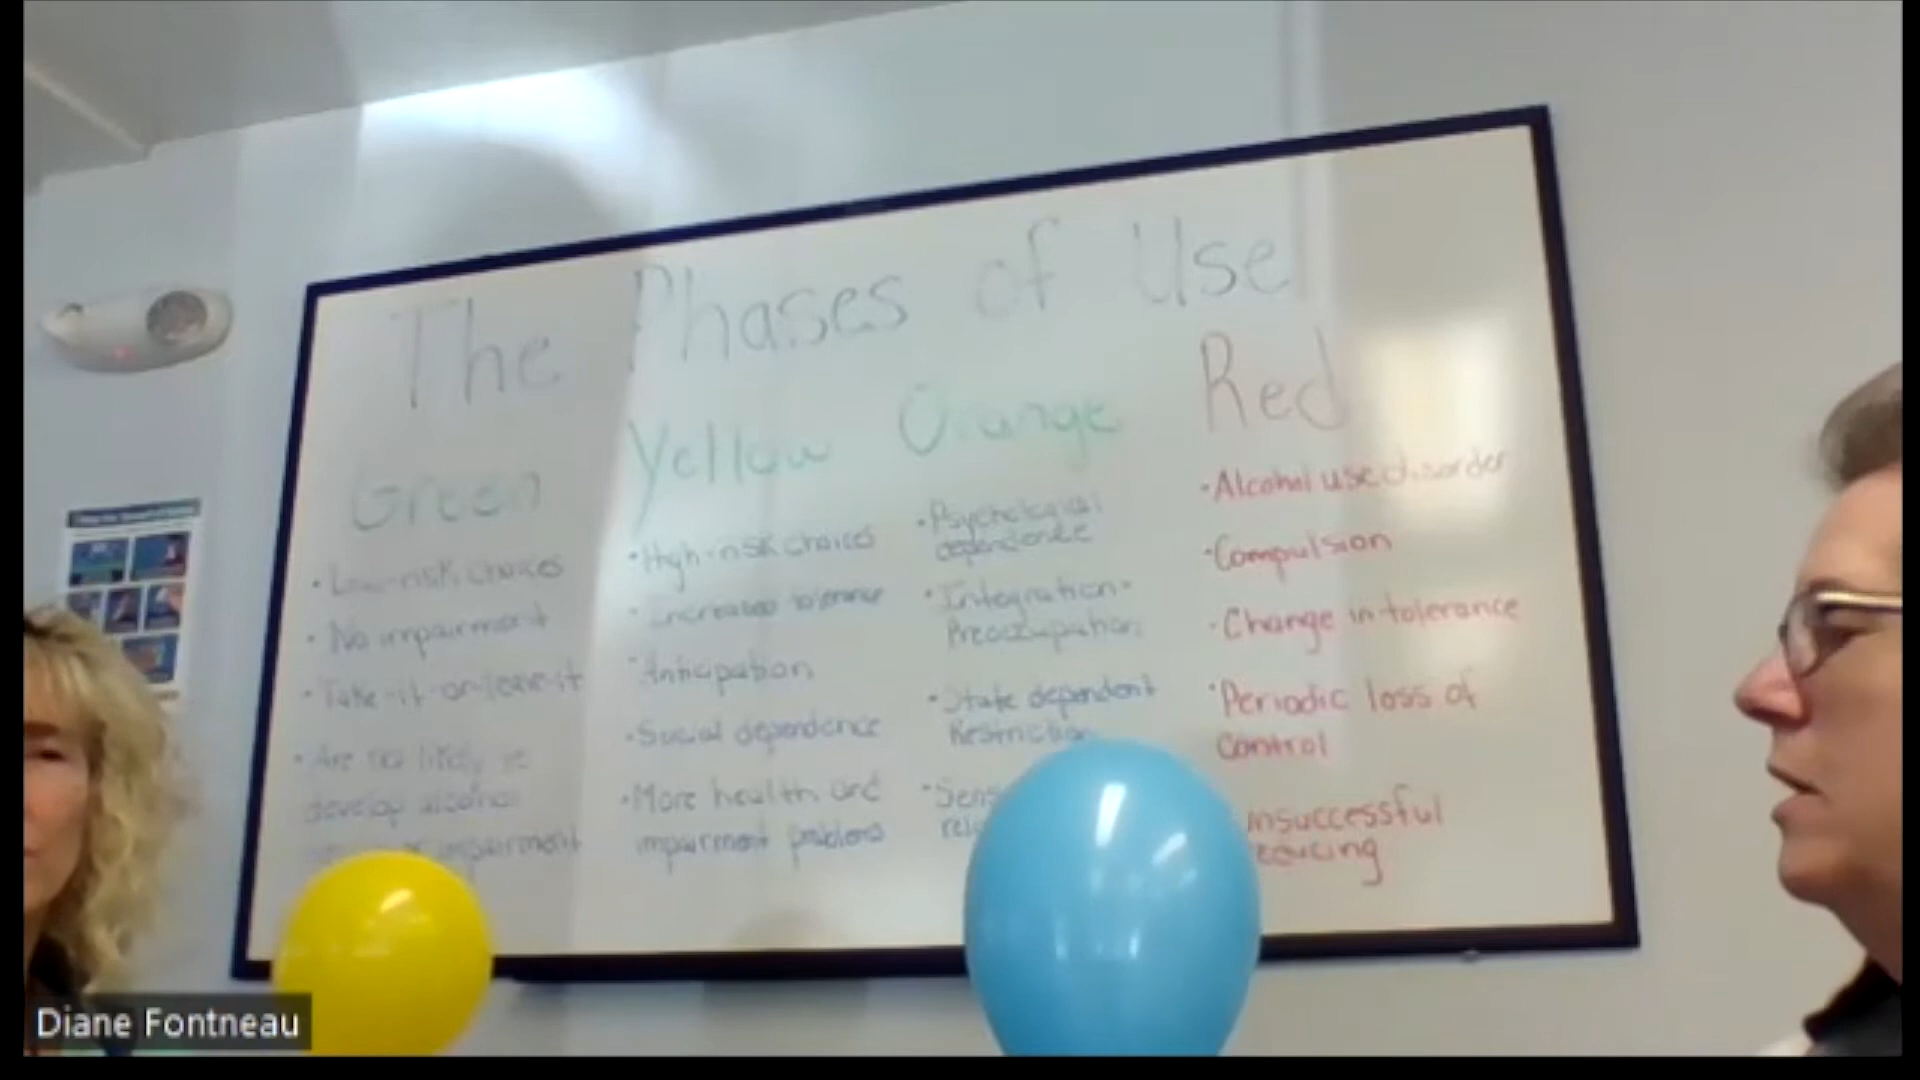 The Phases of Use
Green
• Low-risk choices
• No impairment
• Take-it-or-leave-it
• Are not likely to
develop alcohol
impairment
Yellow
• High-risk choices
• Increased tolerance
• Anticipation
• Social dependence
• More health and
impairment problems
Orange
• Psychological
dependence
• Integration-
Preoccupation
• State dependent
Restriction
Red
• Alcohol use disorder
• Compulsion
• Change in tolerance
• Periodic loss of
control
Diane Fontneau